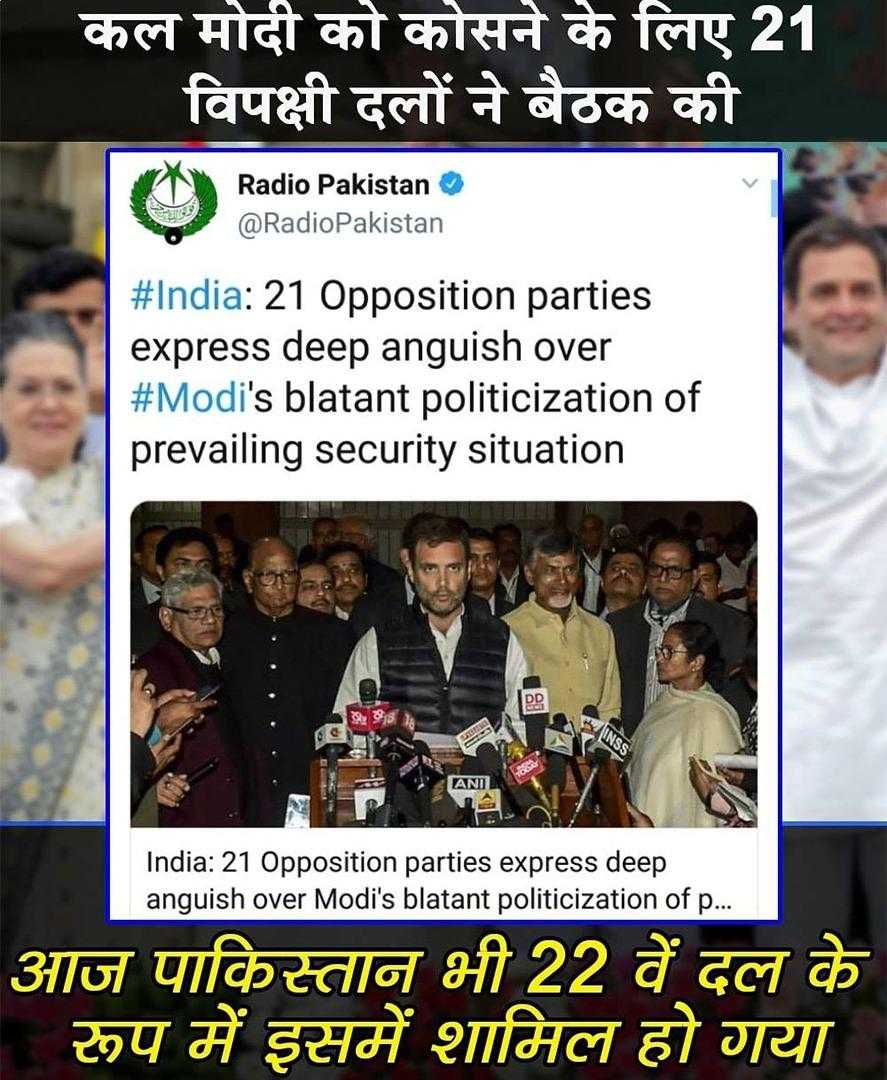 कल मोदी को कोसने के लिए 21
विपक्षी दलों ने बैठक की
Radio Pakistan
@RadioPakistan
#India: 21 Opposition parties
express deep anguish over
#Modi's blatant politicization of
prevailing security situation
DD
NEWS
INSS
ANI
INDIA
TODAY
India: 21 Opposition parties express deep
anguish over Modi's blatant politicization of p...
आज पाकिस्तान भी 22 वें दल के
रूप में इसमें शामिल हो गया